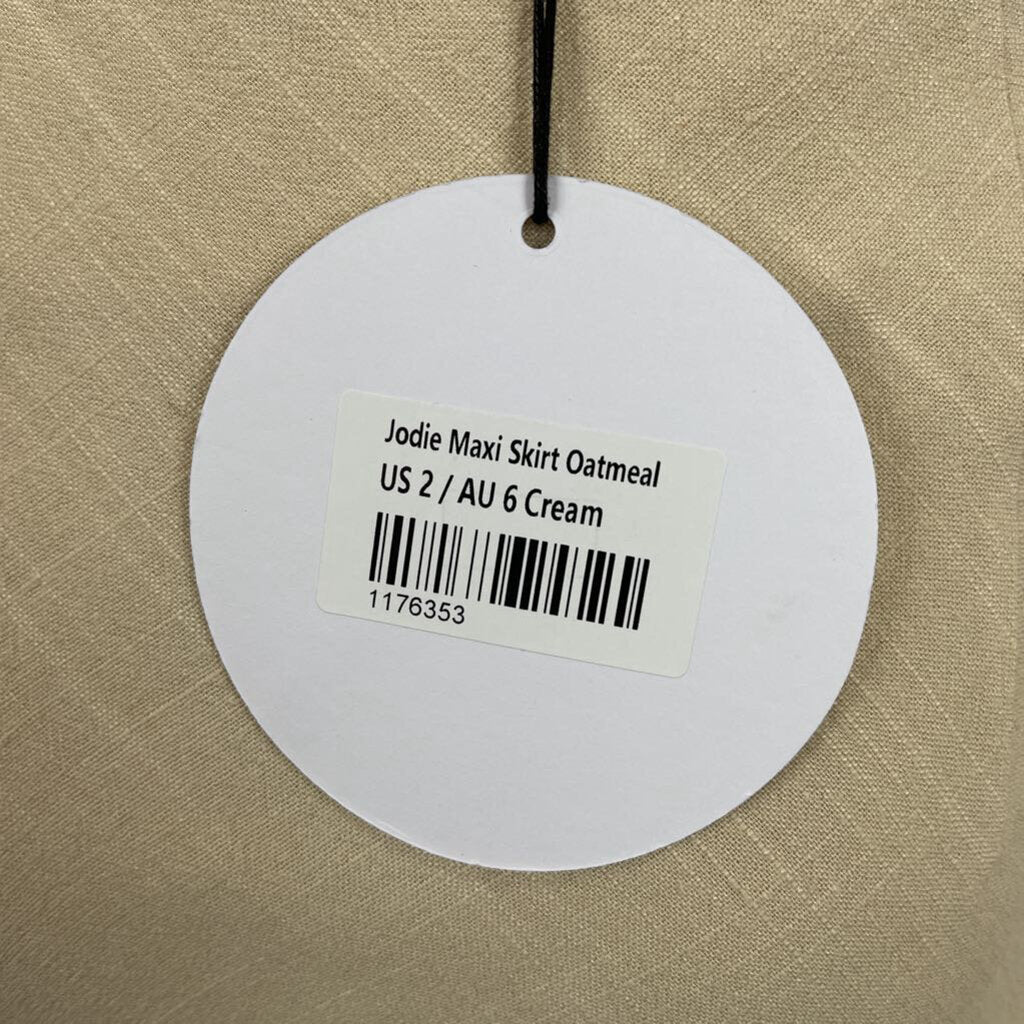 Jodie Maxi Skirt Oatmeal
US 2 / AU 6 Cream
1176353